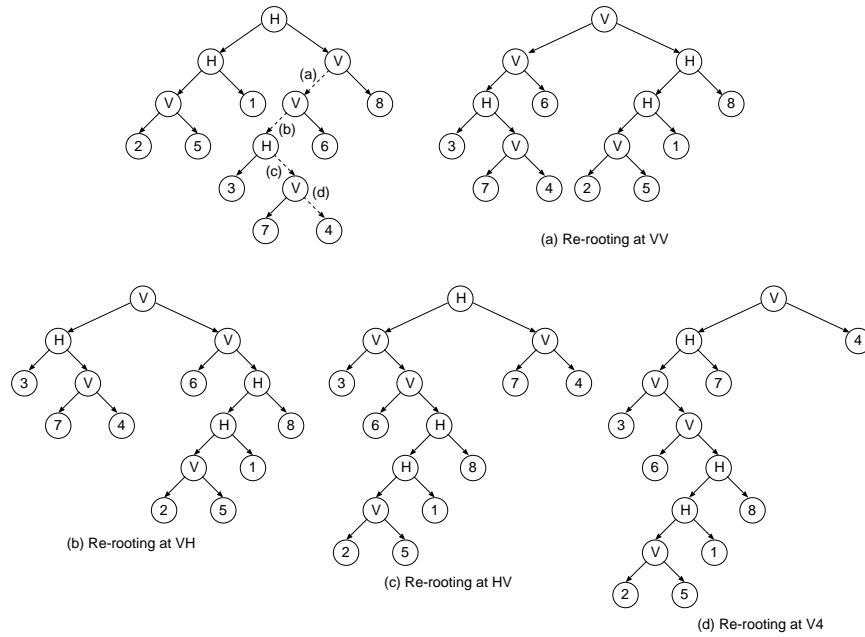 H V
H V V H
(a)
V 1 V 8 H 6 H 8
(b)
2 5 H 6 3 V V 1
(c)
3 V 7 4 2 5
(d)
7 4
(a) Re-rooting at VV
V H V
H V V V H 4
3 V 6 H 3 V 7 4 V 7
7 4 H 8 6 H 3 V
V 1 H 8 6 H
2 5 V 1 H 8
(b) Re-rooting at VH
2 5 V 1
(c) Re-rooting at HV
2 5
(d) Re-rooting at V4